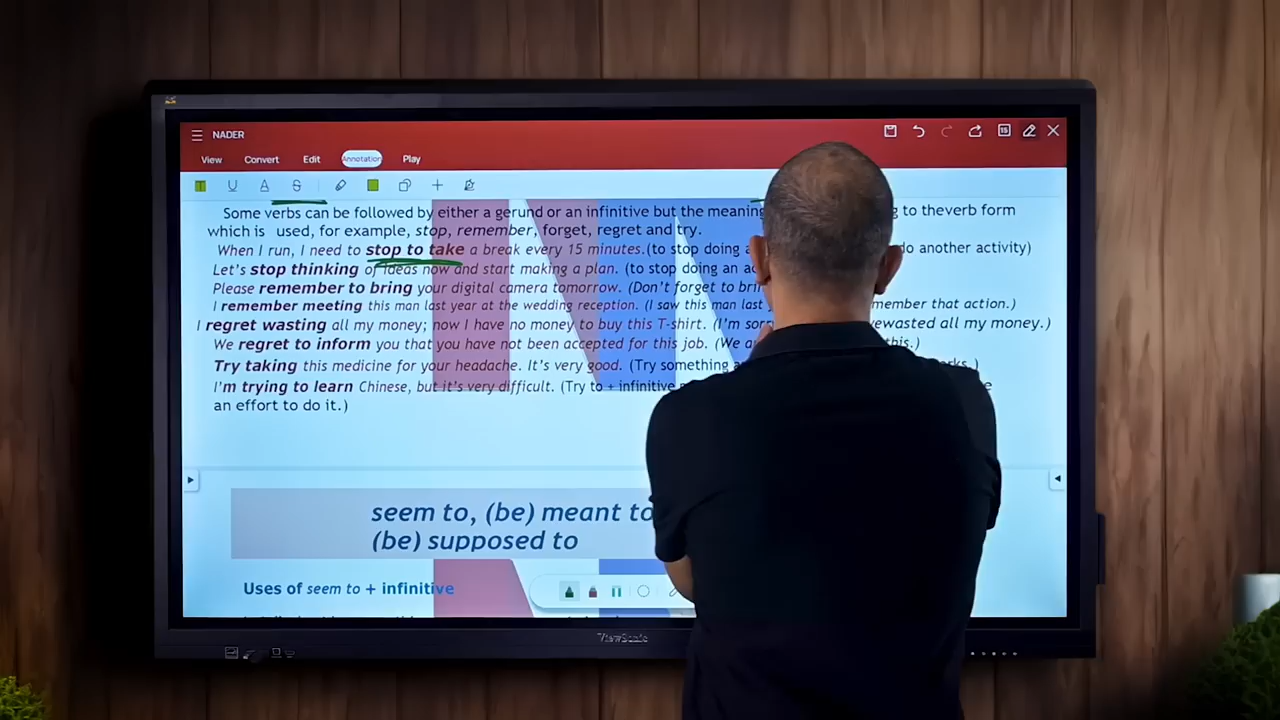 NADER
15
View Convert Edit Annotation Play
T U A S
Some verbs can be followed by either a gerund or an infinitive but the meaning g to theverb form
which is used, for example, stop, remember, forget, regret and try.
When I run, I need to stop to take a break every 15 minutes.(to stop doing a do another activity)
Let's stop thinking of ideas now and start making a plan. (to stop doing an ac
Please remember to bring your digital camera tomorrow. (Don't forget to bri
I remember meeting this man last year at the wedding reception. (I saw this man last member that action.)
I regret wasting all my money; now I have no money to buy this T-shirt. (I'm sorr vewasted all my money.)
We regret to inform you that you have not been accepted for this job. (We a this.)
Try taking this medicine for your headache. It's very good. (Try something a rks.)
I'm trying to learn Chinese, but it's very difficult. (Try to + infinitive
an effort to do it.)
seem to, (be) meant to
(be) supposed to
Uses of seem to + infinitive
ViewSonic